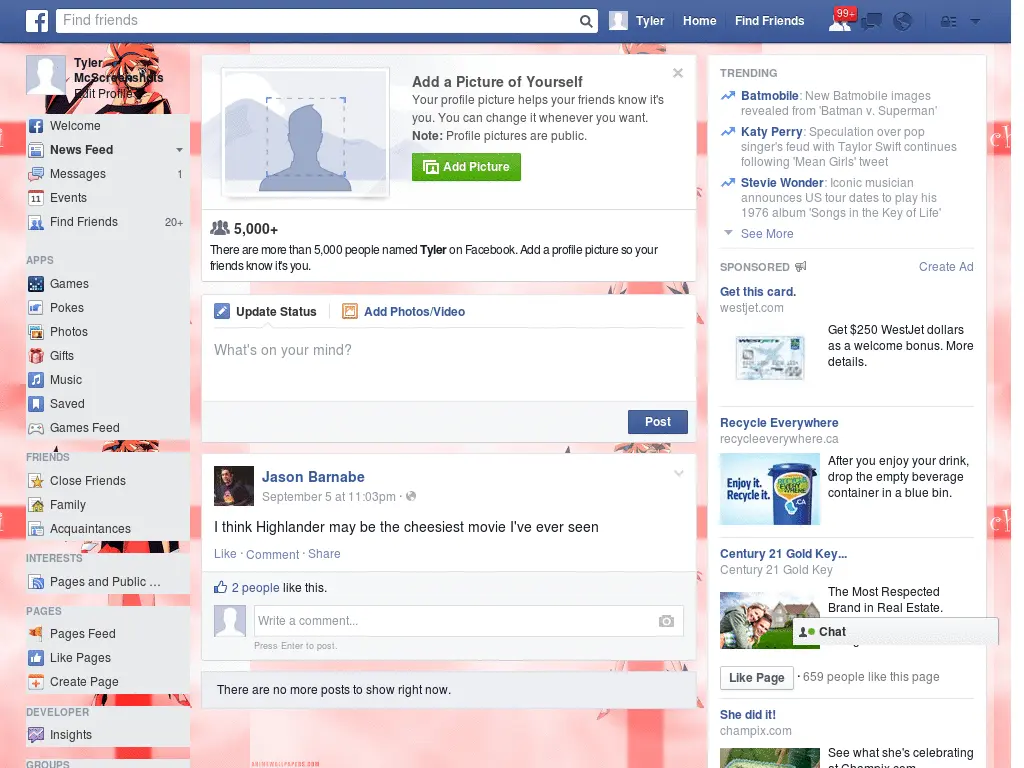 Find friends
Tyler
Home
Find Friends
99+
Tyler
McScreenshots
Edit Profile
Welcome
News Feed
Messages 1
11 Events
Find Friends 20+
APPS
Games
Pokes
Photos
Gifts
Music
Saved
Games Feed
FRIENDS
Close Friends
Family
Acquaintances
INTERESTS
Pages and Public ...
PAGES
Pages Feed
Like Pages
Create Page
DEVELOPER
Insights
GROUPS
Add a Picture of Yourself
Your profile picture helps your friends know it's
you. You can change it whenever you want.
Note: Profile pictures are public.
Add Picture
5,000+
There are more than 5,000 people named Tyler on Facebook. Add a profile picture so your
friends know it's you.
Update Status
Add Photos/Video
What's on your mind?
Post
Jason Barnabe
September 5 at 11:03pm ·
I think Highlander may be the cheesiest movie I've ever seen
Like · Comment · Share
2 people like this.
Write a comment...
Press Enter to post.
There are no more posts to show right now.
ANIMEWALLPAPERS.COM
TRENDING
Batmobile: New Batmobile images
revealed from 'Batman v. Superman'
Katy Perry: Speculation over pop
singer's feud with Taylor Swift continues
following 'Mean Girls' tweet
Stevie Wonder: Iconic musician
announces US tour dates to play his
1976 album 'Songs in the Key of Life'
See More
SPONSORED
Create Ad
Get this card.
westjet.com
WESTJET
Get $250 WestJet dollars
as a welcome bonus. More
details.
Recycle Everywhere
recycleeverywhere.ca
Enjoy it.
Recycle it.
RECYCLE
EVERYWHERE
.CA
After you enjoy your drink,
drop the empty beverage
container in a blue bin.
Century 21 Gold Key...
Century 21 Gold Key
The Most Respected
Brand in Real Estate.
Chat
Like Page
· 659 people like this page
She did it!
champix.com
See what she's celebrating
at Champix.com